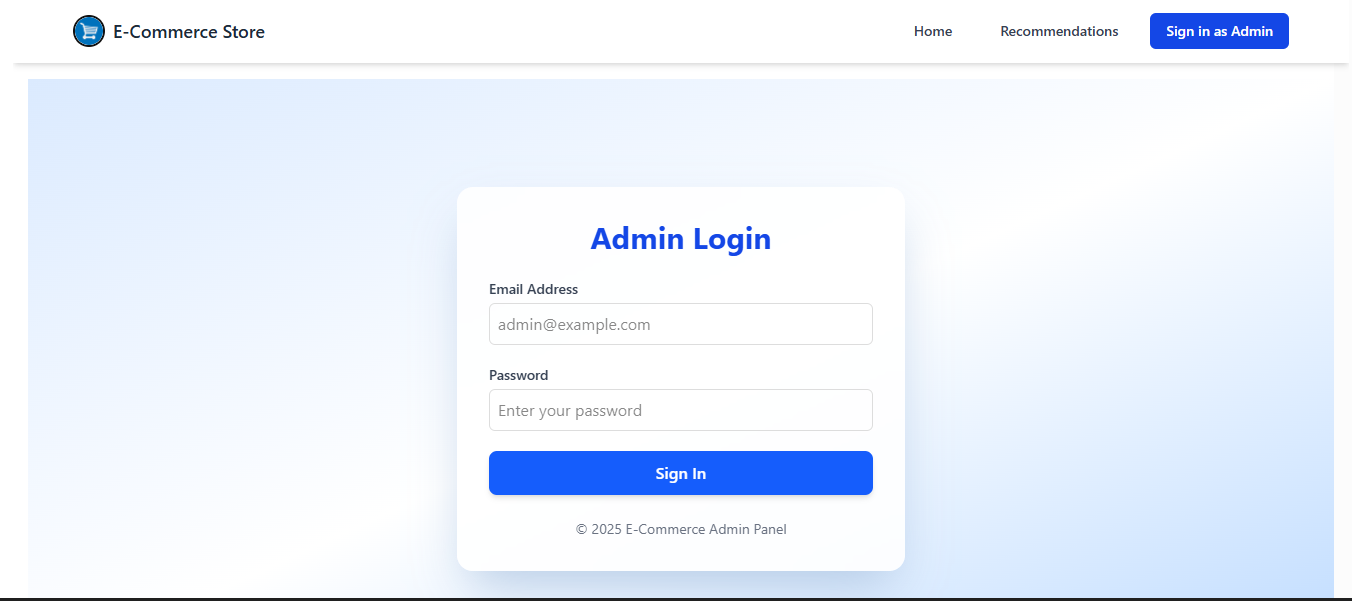 E-Commerce Store
Home
Recommendations
Sign in as Admin
Admin Login
Email Address
admin@example.com
Password
Enter your password
Sign In
© 2025 E-Commerce Admin Panel